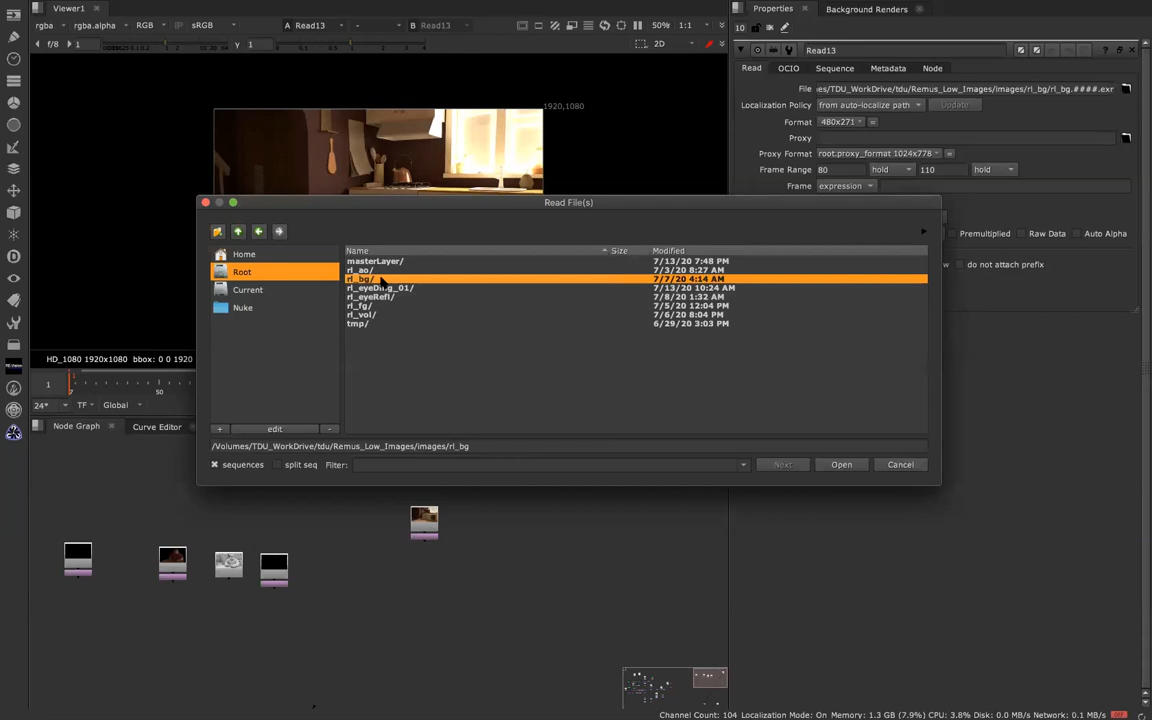 Viewer1
Properties
Background Renders
rgba
rgba.alpha
RGB
sRGB
A Read13
-
B Read13
50%
1:1
10
f/8
1
y 1
2D
Read13
Read
OCIO
Sequence
Metadata
Node
File
es/TDU_WorkDrive/tdu/Remus_Low_Images/images/rl_bg/rl_bg.####.exr
1920,1080
Localization Policy
from auto-localize path
Update
Format
480x271
=
Proxy
Proxy Format
root.proxy_format 1024x778
=
Frame Range
80
hold
110
hold
Frame
expression
Read File(s)
Premultiplied
Raw Data
Auto Alpha
do not attach prefix
Home
Root
Current
Nuke
Name
Size
Modified
masterLayer/
7/13/20 7:48 PM
rl_ao/
7/3/20 8:27 AM
rl_bg/
7/7/20 4:14 AM
7/13/20 10:24 AM
rl_eyeRefl/
7/8/20 1:32 AM
rl_fg/
7/5/20 12:04 PM
rl_vol/
7/6/20 8:04 PM
tmp/
6/29/20 3:03 PM
HD_1080 1920x1080 bbox: 0 0 1920
1
1
50
24*
TF
Global
+
edit
-
Node Graph
Curve Editor
/Volumes/TDU_WorkDrive/tdu/Remus_Low_Images/images/rl_bg
sequences
split seq
Filter:
Next
Open
Cancel
Channel Count: 104 Localization Mode: On Memory: 1.3 GB (7.9%) CPU: 3.8% Disk: 0.0 MB/s Network: 0.1 MB/s